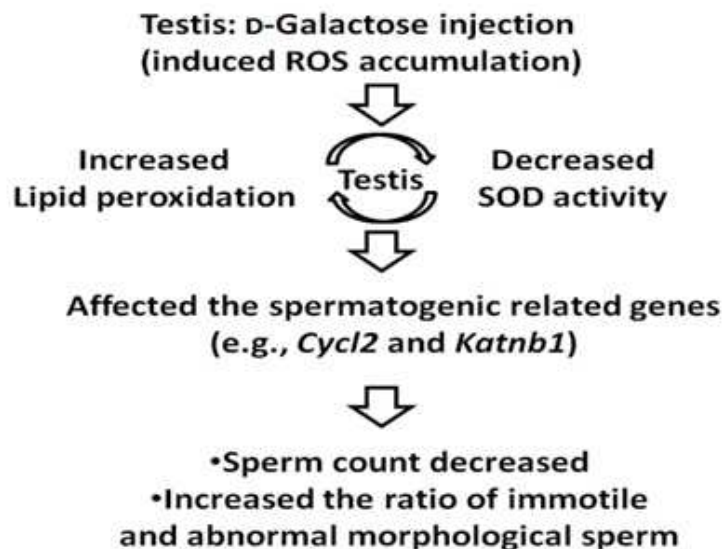 Testis: D-Galactose injection
(induced ROS accumulation)
Increased
Lipid peroxidation
Testis
Decreased
SOD activity
Affected the spermatogenic related genes
(e.g., Cycl2 and Katnb1)
•Sperm count decreased
•Increased the ratio of immotile
and abnormal morphological sperm